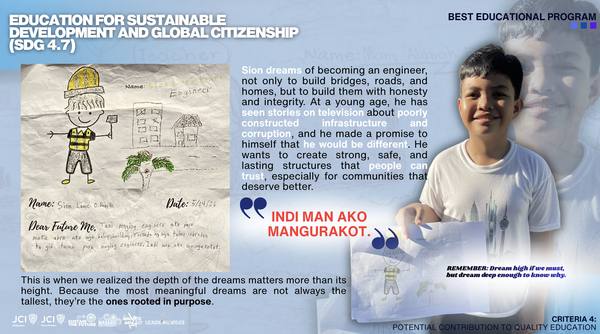 EDUCATION FOR SUSTAINABLE
DEVELOPMENT AND GLOBAL CITIZENSHIP
(SDG 4.7)
BEST EDUCATIONAL PROGRAM
Name:
Engineer
Name: Sion
Date: 5/24/25
Dear Future Me,
Sion dreams of becoming an engineer,
not only to build bridges, roads, and
homes, but to build them with honesty
and integrity. At a young age, he has
seen stories on television about poorly
constructed infrastructure and
corruption, and he made a promise to
himself that he would be different. He
wants to create strong, safe, and
lasting structures that people can
trust, especially for communities that
deserve better.
INDI MAN AKO
MANGURAKOT.
This is when we realized the depth of the dreams matters more than its
height. Because the most meaningful dreams are not always the
tallest, they're the ones rooted in purpose.
REMEMBER: Dream high if we must,
but dream deep enough to know why.
JCI
JCI
CRITERIA 4:
POTENTIAL CONTRIBUTION TO QUALITY EDUCATION